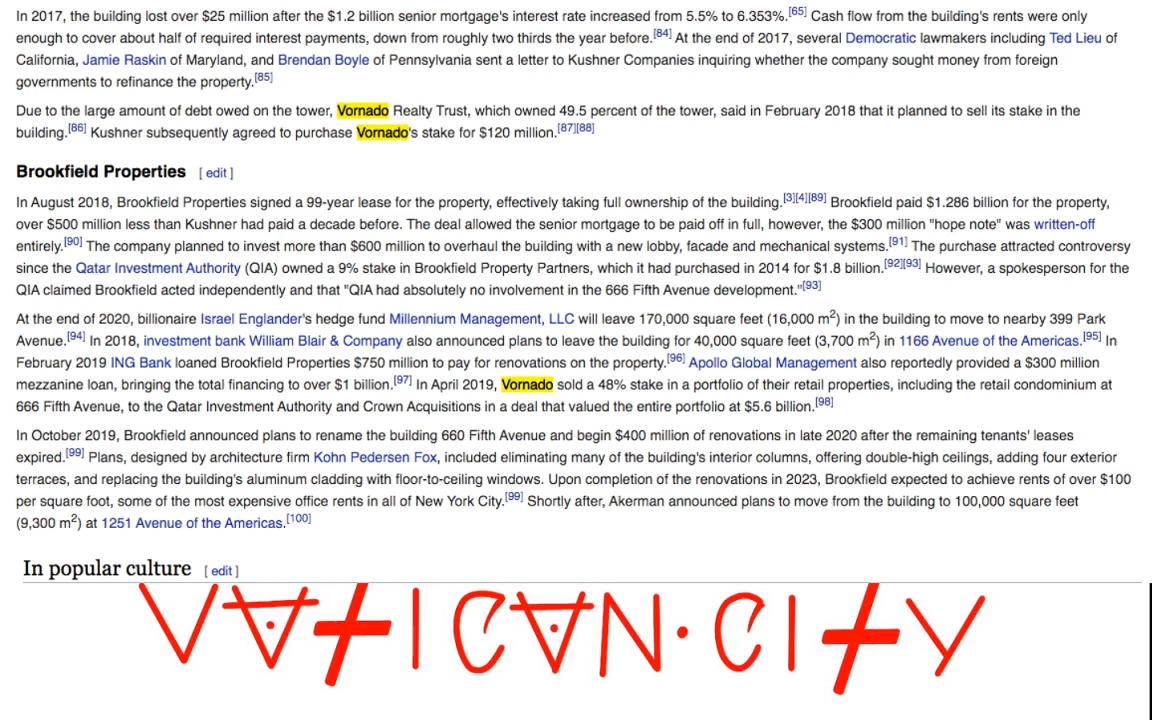 In 2017, the building lost over $25 million after the $1.2 billion senior mortgage's interest rate increased from 5.5% to 6.353%.[65] Cash flow from the building's rents were only
enough to cover about half of required interest payments, down from roughly two thirds the year before.[84] At the end of 2017, several Democratic lawmakers including Ted Lieu of
California, Jamie Raskin of Maryland, and Brendan Boyle of Pennsylvania sent a letter to Kushner Companies inquiring whether the company sought money from foreign
governments to refinance the property.[85]
Due to the large amount of debt owed on the tower, Vornado Realty Trust, which owned 49.5 percent of the tower, said in February 2018 that it planned to sell its stake in the
building.[86] Kushner subsequently agreed to purchase Vornado's stake for $120 million.[87][88]
Brookfield Properties [ edit ]
In August 2018, Brookfield Properties signed a 99-year lease for the property, effectively taking full ownership of the building.[3][4][89] Brookfield paid $1.286 billion for the property,
over $500 million less than Kushner had paid a decade before. The deal allowed the senior mortgage to be paid off in full, however, the $300 million "hope note" was written-off
entirely.[90] The company planned to invest more than $600 million to overhaul the building with a new lobby, facade and mechanical systems.[91] The purchase attracted controversy
since the Qatar Investment Authority (QIA) owned a 9% stake in Brookfield Property Partners, which it had purchased in 2014 for $1.8 billion.[92][93] However, a spokesperson for the
QIA claimed Brookfield acted independently and that "QIA had absolutely no involvement in the 666 Fifth Avenue development."[93]
At the end of 2020, billionaire Israel Englander's hedge fund Millennium Management, LLC will leave 170,000 square feet (16,000 m²) in the building to move to nearby 399 Park
Avenue.[94] In 2018, investment bank William Blair & Company also announced plans to leave the building for 40,000 square feet (3,700 m²) in 1166 Avenue of the Americas.[95] In
February 2019 ING Bank loaned Brookfield Properties $750 million to pay for renovations on the property.[96] Apollo Global Management also reportedly provided a $300 million
mezzanine loan, bringing the total financing to over $1 billion.[97] In April 2019, Vornado sold a 48% stake in a portfolio of their retail properties, including the retail condominium at
666 Fifth Avenue, to the Qatar Investment Authority and Crown Acquisitions in a deal that valued the entire portfolio at $5.6 billion.[98]
In October 2019, Brookfield announced plans to rename the building 660 Fifth Avenue and begin $400 million of renovations in late 2020 after the remaining tenants' leases
expired.[99] Plans, designed by architecture firm Kohn Pedersen Fox, included eliminating many of the building's interior columns, offering double-high ceilings, adding four exterior
terraces, and replacing the building's aluminum cladding with floor-to-ceiling windows. Upon completion of the renovations in 2023, Brookfield expected to achieve rents of over $100
per square foot, some of the most expensive office rents in all of New York City.[99] Shortly after, Akerman announced plans to move from the building to 100,000 square feet
(9,300 m²) at 1251 Avenue of the Americas.[100]
In popular culture [ edit ]
VATICAN·CITY